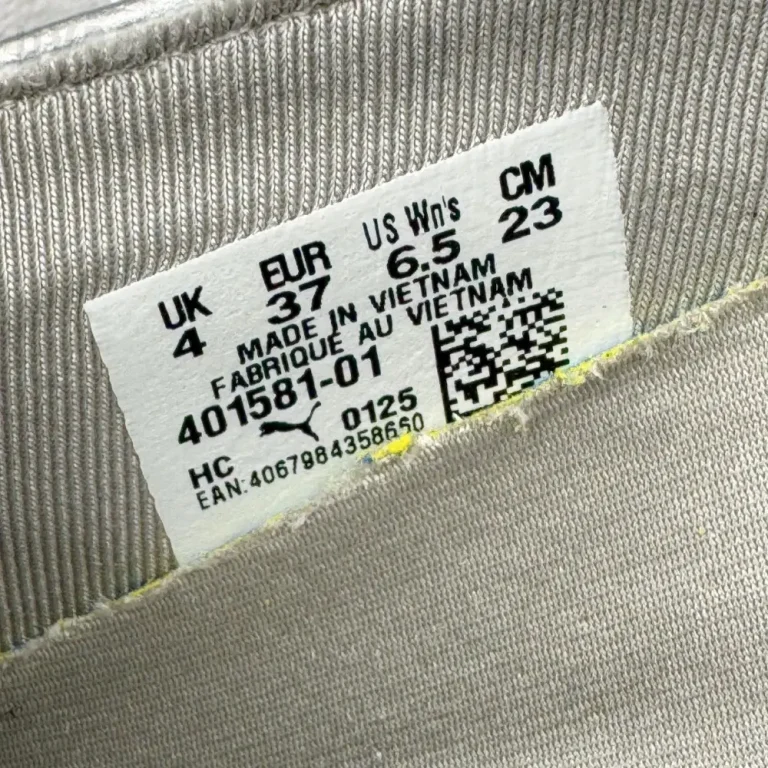 UK EUR US Wn's CM
4 37 6.5 23
MADE IN VIETNAM
FABRIQUÉ AU VIETNAM
401581-01
HC 0125
EAN:4067984358660